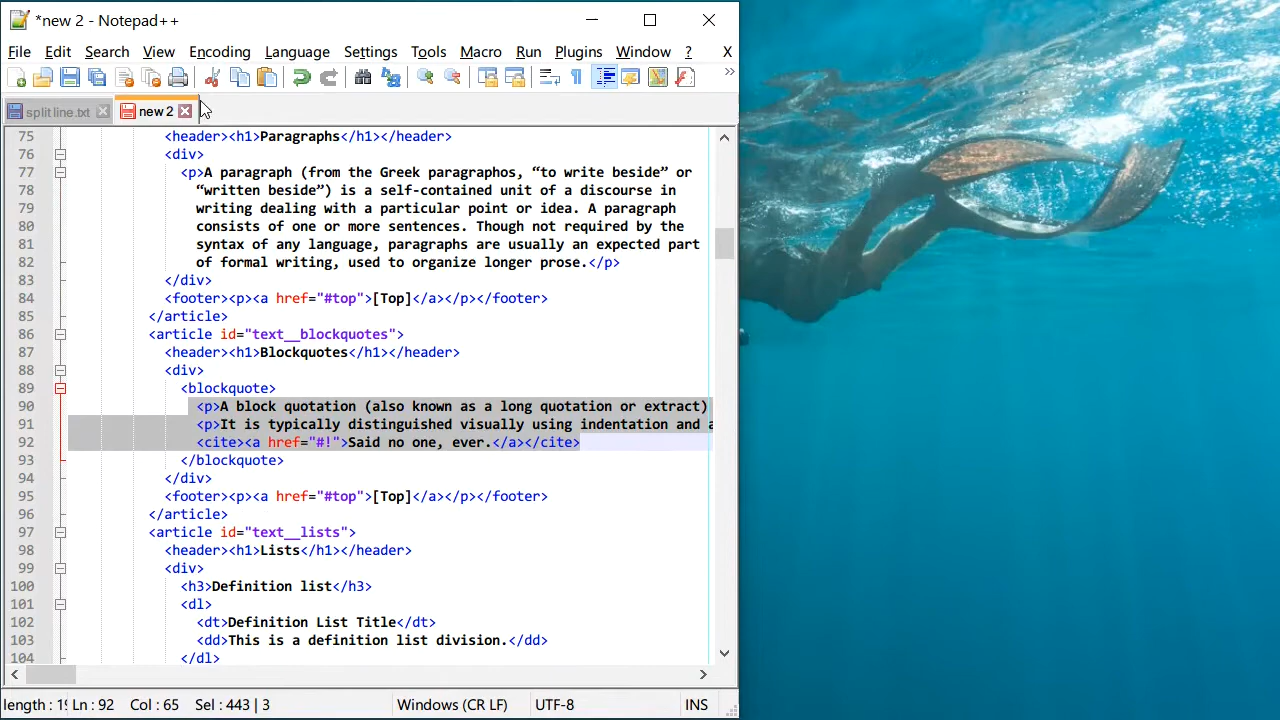 *new 2 - Notepad++
File Edit Search View Encoding Language Settings Tools Macro Run Plugins Window ? X
split line.txt new 2
75 <header><h1>Paragraphs</h1></header>
76 <div>
77 <p>A paragraph (from the Greek paragraphos, “to write beside” or
78 “written beside”) is a self-contained unit of a discourse in
79 writing dealing with a particular point or idea. A paragraph
80 consists of one or more sentences. Though not required by the
81 syntax of any language, paragraphs are usually an expected part
82 of formal writing, used to organize longer prose.</p>
83 </div>
84 <footer><p><a href="#top">[Top]</a></p></footer>
85 </article>
86 <article id="text__blockquotes">
87 <header><h1>Blockquotes</h1></header>
88 <div>
89 <blockquote>
90 <p>A block quotation (also known as a long quotation or extract)
91 <p>It is typically distinguished visually using indentation and a
92 <cite><a href="#!">Said no one, ever.</a></cite>
93 </blockquote>
94 </div>
95 <footer><p><a href="#top">[Top]</a></p></footer>
96 </article>
97 <article id="text__lists">
98 <header><h1>Lists</h1></header>
99 <div>
100 <h3>Definition list</h3>
101 <dl>
102 <dt>Definition List Title</dt>
103 <dd>This is a definition list division.</dd>
104 </dl>
length : Ln : 92 Col : 65 Sel : 443 | 3 Windows (CR LF) UTF-8 INS